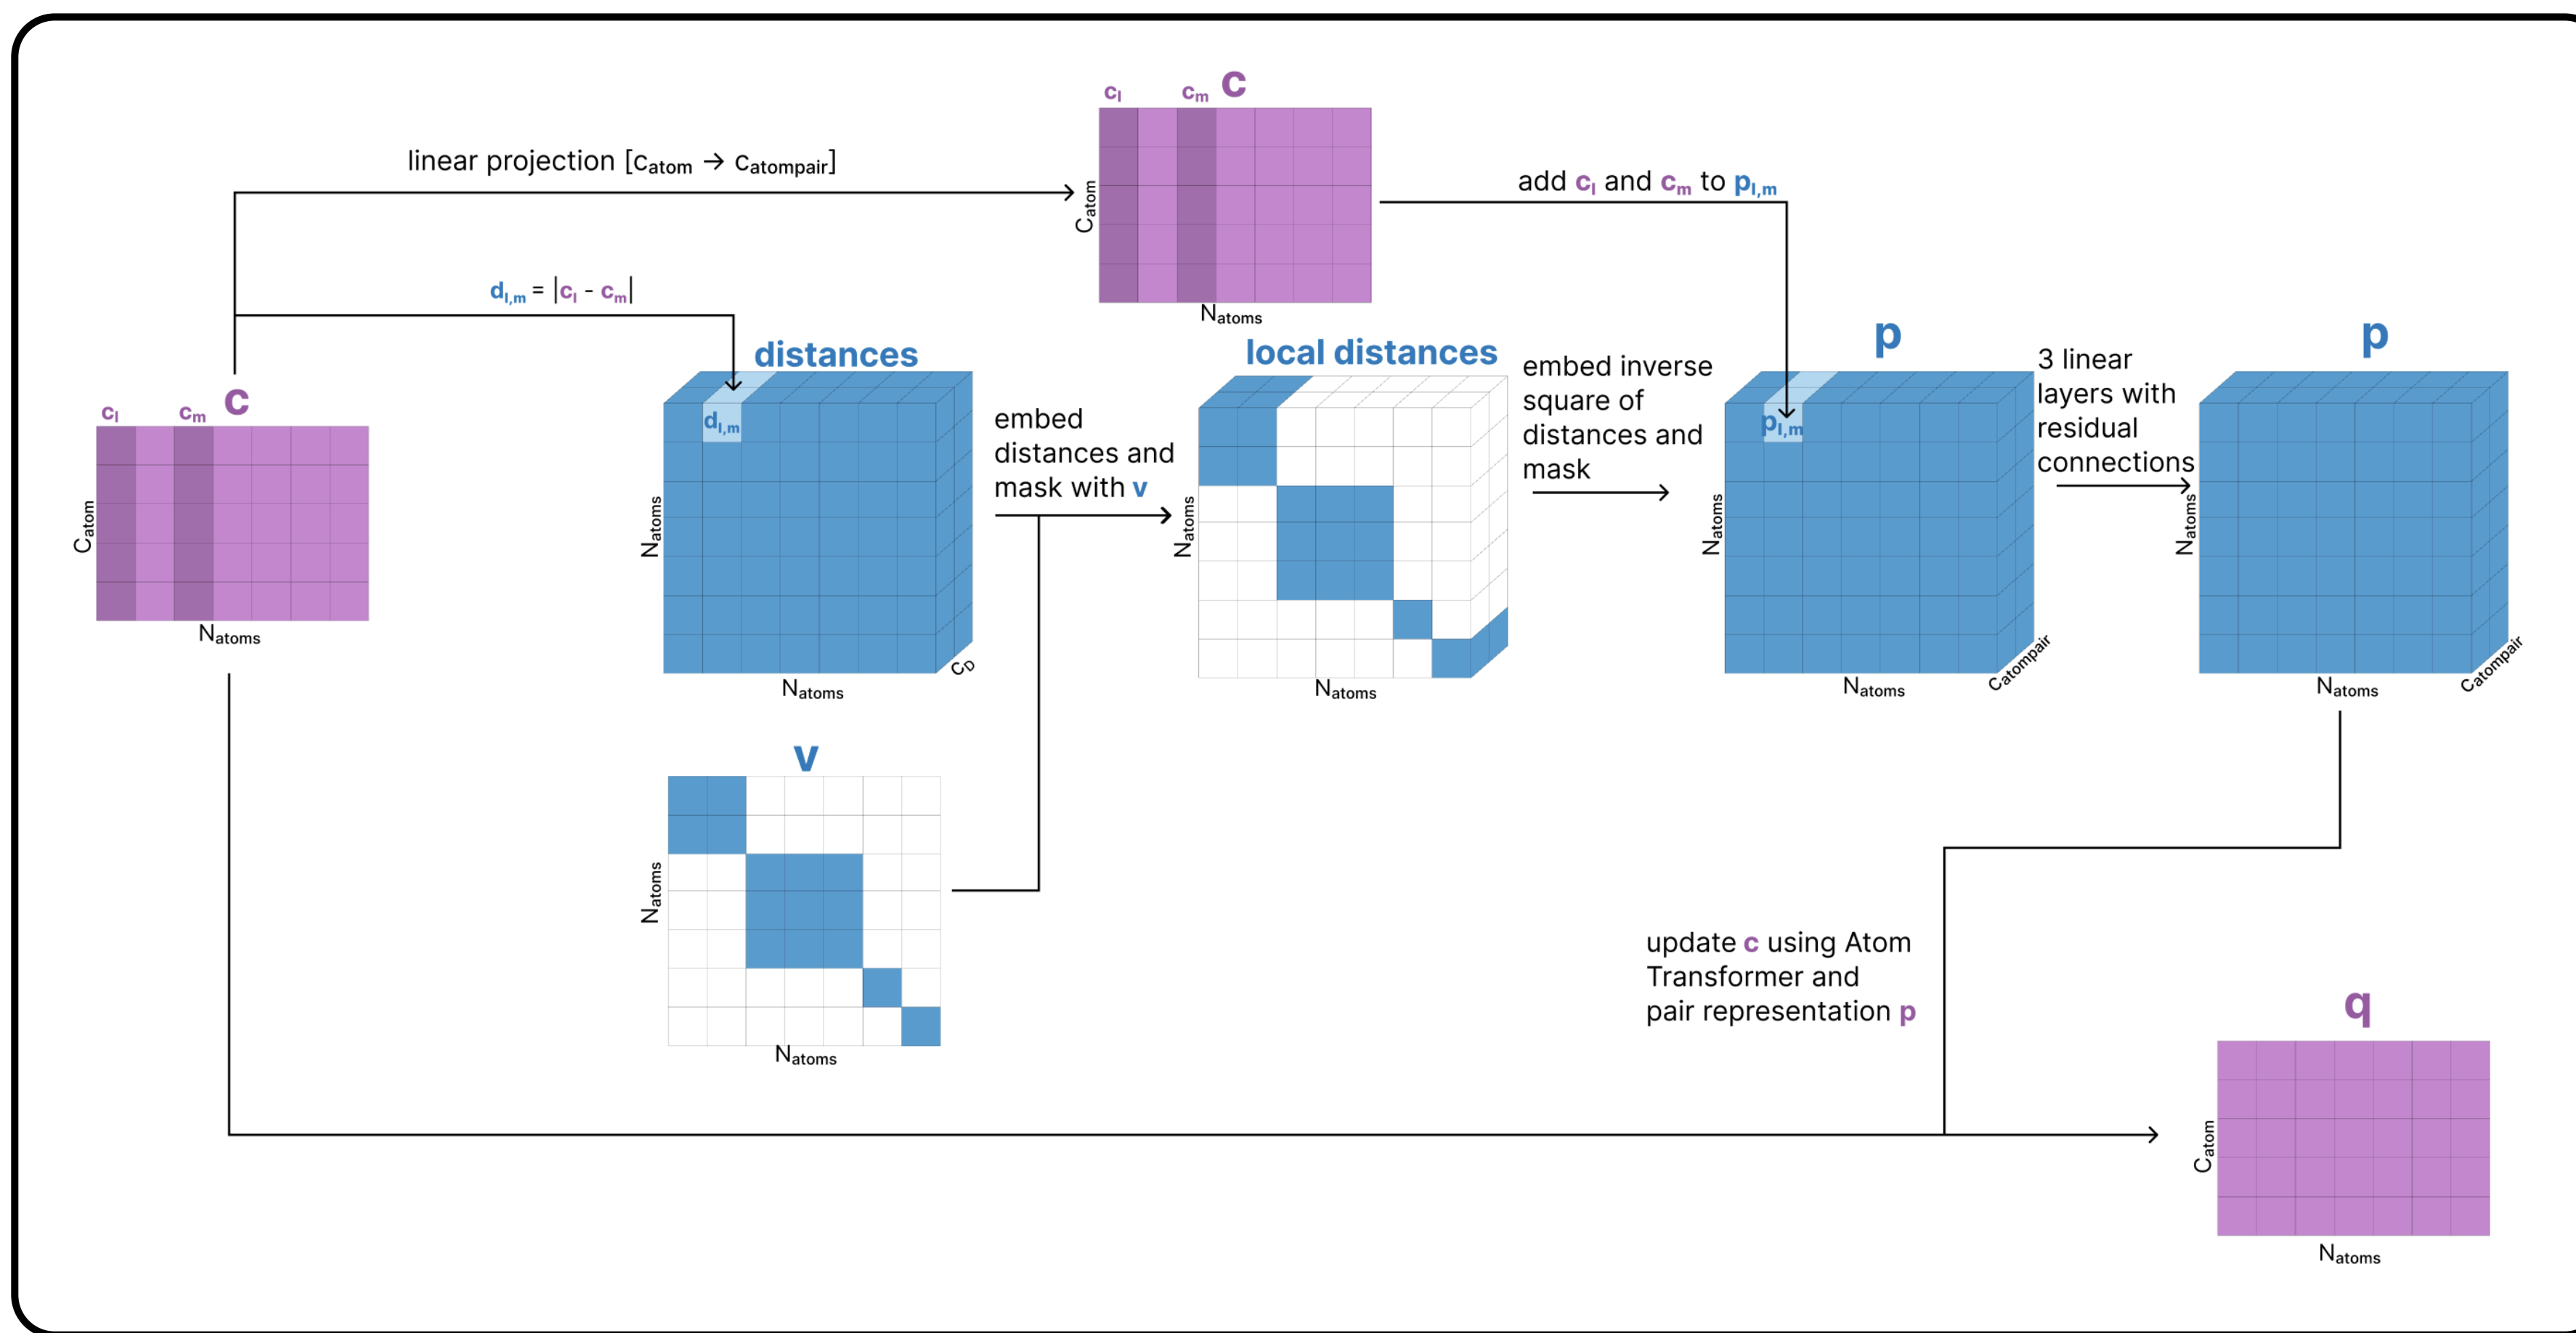 c
cl
cm
Catom
Natoms
linear projection [Catom → Catompair]
dl,m = |cl - cm|
cl
cm
c
Catom
Natoms
add cl and cm to pl,m
distances
dl,m
Natoms
Natoms
CD
embed
distances and
mask with v
local distances
Natoms
Natoms
embed inverse
square of
distances and
mask
p
pl,m
Natoms
Natoms
Catompair
3 linear
layers with
residual
connections
p
Natoms
Natoms
Catompair
v
Natoms
Natoms
update c using Atom
Transformer and
pair representation p
q
Catom
Natoms